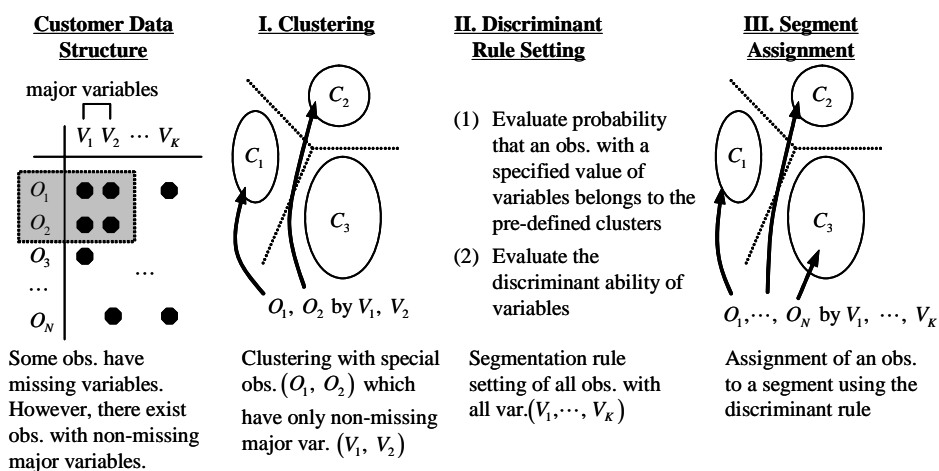 Customer Data
Structure
major variables
V₁ V₂ ⋯ V_K
O₁
O₂
O₃
...
...
O_N
Some obs. have
missing variables.
However, there exist
obs. with non-missing
major variables.
I. Clustering
C₂
C₁
C₃
O₁, O₂ by V₁, V₂
Clustering with special
obs. (O₁, O₂) which
have only non-missing
major var. (V₁, V₂)
II. Discriminant
Rule Setting
(1) Evaluate probability
that an obs. with a
specified value of
variables belongs to the
pre-defined clusters
(2) Evaluate the
discriminant ability of
variables
Segmentation rule
setting of all obs. with
all var.(V₁,⋯, V_K)
III. Segment
Assignment
C₂
C₁
C₃
O₁,⋯, O_N by V₁, ⋯, V_K
Assignment of an obs.
to a segment using the
discriminant rule